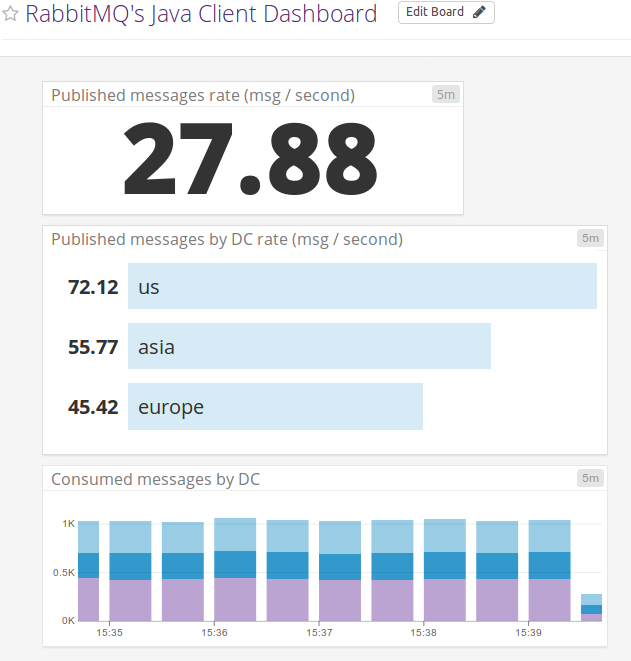 RabbitMQ's Java Client Dashboard Edit Board
Published messages rate (msg / second) 5m
27.88
Published messages by DC rate (msg / second) 5m
72.12 us
55.77 asia
45.42 europe
Consumed messages by DC 5m
1K
0.5K
0K
15:35 15:36 15:37 15:38 15:39